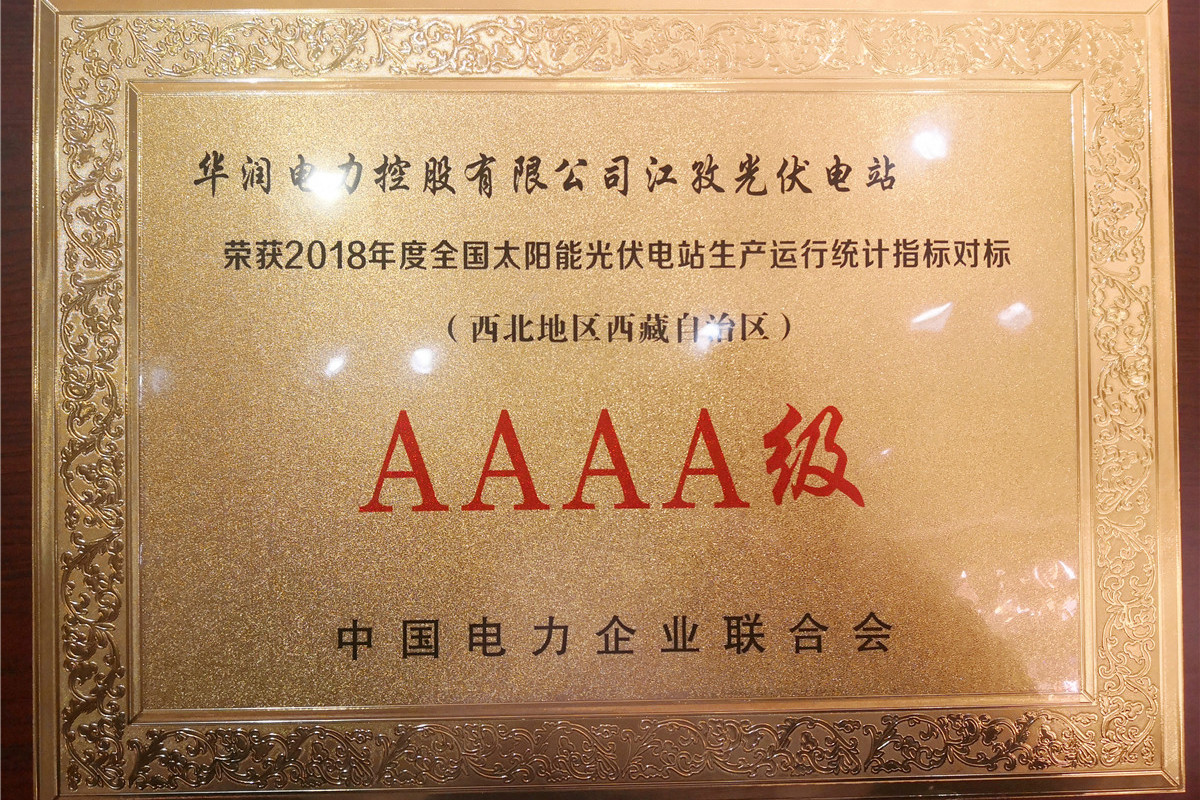 华润电力控股有限公司江孜光伏电站
荣获2018年度全国太阳能光伏电站生产运行统计指标对标
（西北地区西藏自治区）
AAAA级
中国电力企业联合会